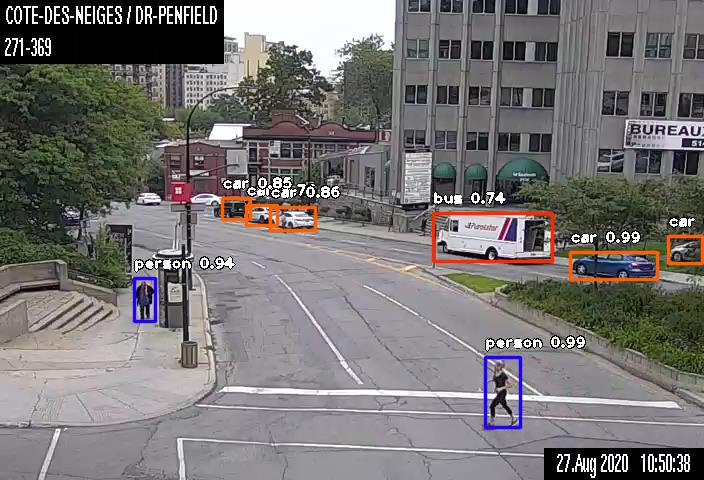 COTE-DES-NEIGES / DR-PENFIELD
271-369
car 0.85
car 0.86
bus 0.74
Purolator
BUREAUX
514
car 0.99
car
person 0.94
person 0.99
27.Aug 2020 10:50:38